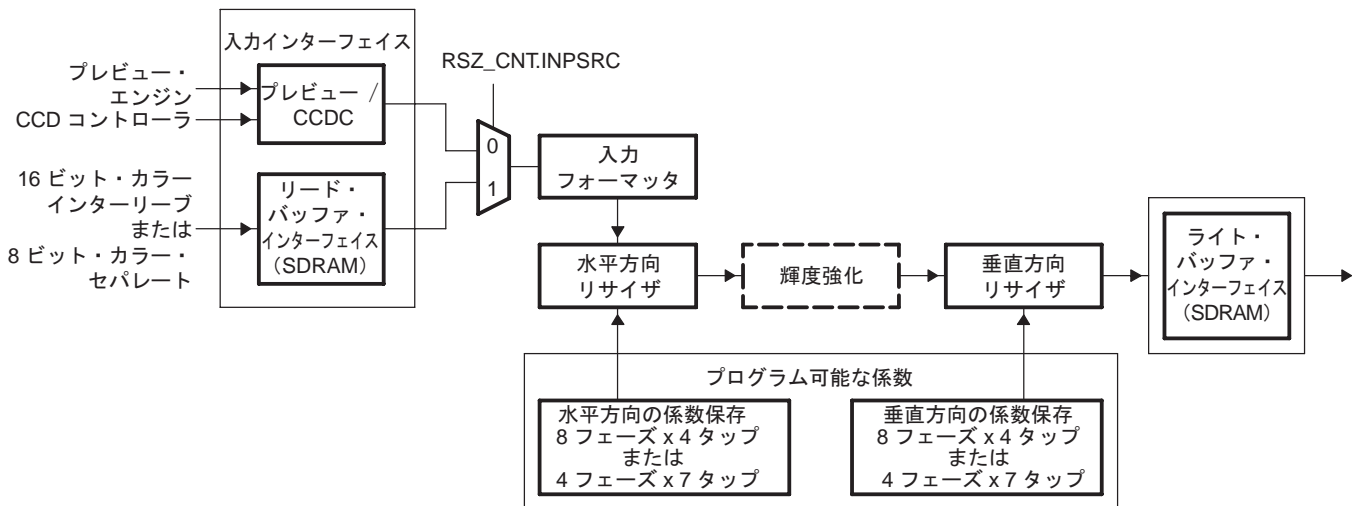 入力インターフェイス
プレビュー・
エンジン
CCD コントローラ
プレビュー /
CCDC
RSZ_CNT.INPSRC
0
1
16 ビット・カラー
インターリーブ
または
8 ビット・カラー・
セパレート
リード・
バッファ・
インターフェイス
（SDRAM）
入力
フォーマッタ
水平方向
リサイザ
輝度強化
垂直方向
リサイザ
ライト・
バッファ・
インターフェイス
（SDRAM）
プログラム可能な係数
水平方向の係数保存
8 フェーズ x 4 タップ
または
4 フェーズ x 7 タップ
垂直方向の係数保存
8 フェーズ x 4 タップ
または
4 フェーズ x 7 タップ